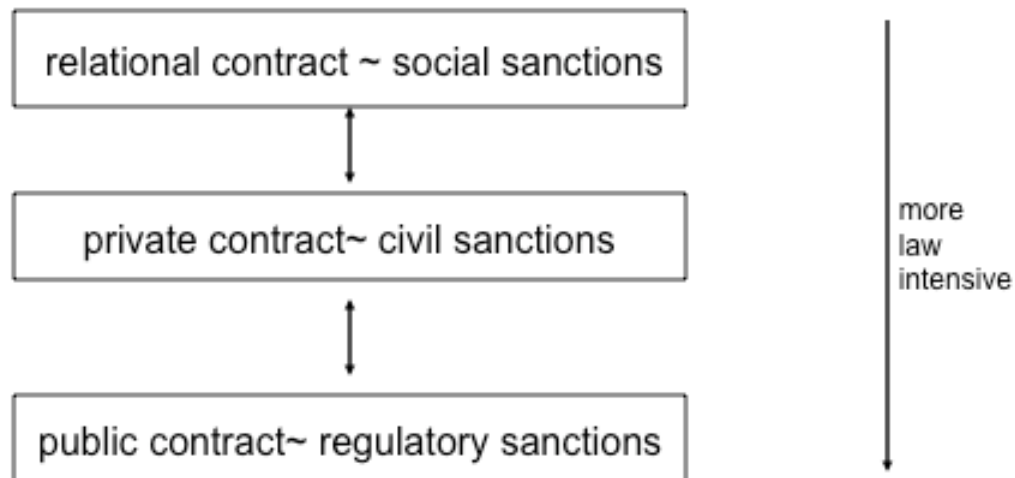 relational contract ~ social sanctions
private contract~ civil sanctions
more
law
intensive
public contract~ regulatory sanctions